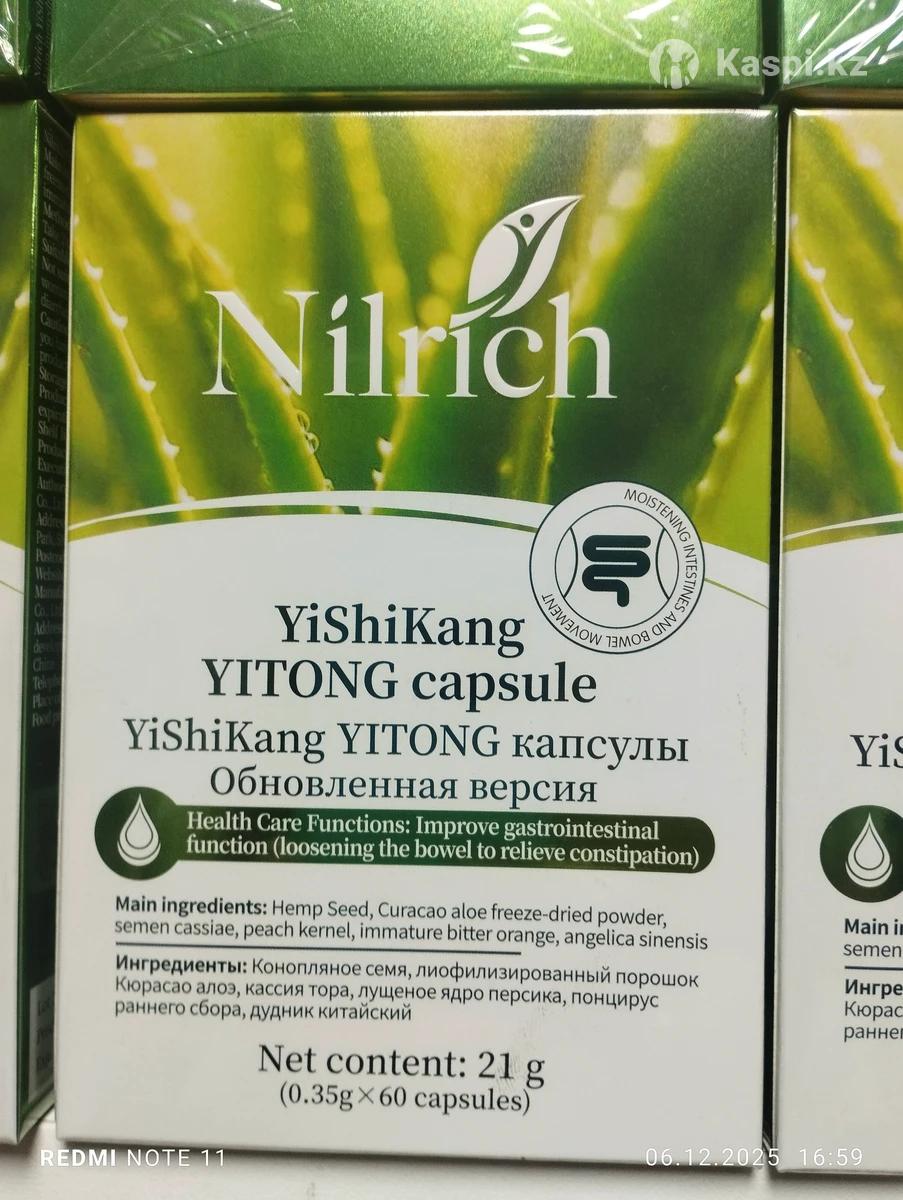 Kaspi.kz
Nilrich
MOISTENING INTESTINES AND BOWEL MOVEMENT
YiShiKang
YITONG capsule
YiShiKang YITONG капсулы
Обновленная версия
Health Care Functions: Improve gastrointestinal
function (loosening the bowel to relieve constipation)
Main ingredients: Hemp Seed, Curacao aloe freeze-dried powder,
semen cassiae, peach kernel, immature bitter orange, angelica sinensis
Ингредиенты: Конопляное семя, лиофилизированный порошок
Кюрасао алоэ, кассия тора, лущеное ядро персика, понцирус
раннего сбора, дудник китайский
Net content: 21 g
(0.35g×60 capsules)
Main
semen
REDMI NOTE 11
06.12.2025 16:59